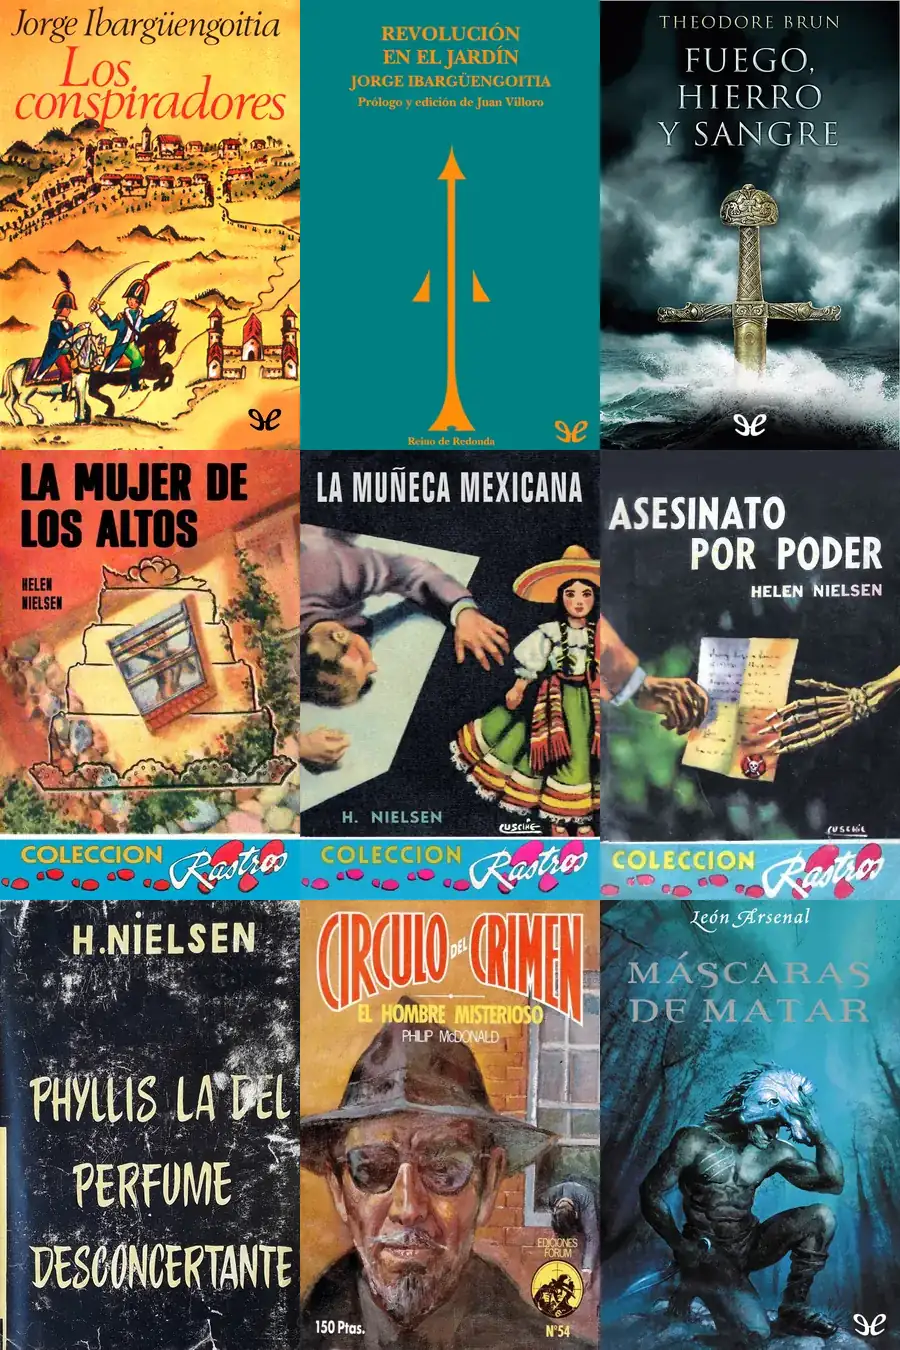 Jorge Ibargüengoitia
Los
conspiradores
REVOLUCIÓN
EN EL JARDÍN
JORGE IBARGÜENGOITIA
Prólogo y edición de Juan Villoro
Reino de Redonda
THEODORE BRUN
FUEGO,
HIERRO
Y SANGRE
LA MUJER DE
LOS ALTOS
HELEN
NIELSEN
COLECCION Rastros
LA MUÑECA MEXICANA
H. NIELSEN
CUSCHIE
COLECCION Rastros
ASESINATO
POR PODER
HELEN NIELSEN
COLECCION Rastros
H. NIELSEN
PHYLLIS LA DEL
PERFUME
DESCONCERTANTE
CIRCULO DEL CRIMEN
EL HOMBRE MISTERIOSO
PHILIP McDONALD
EDICIONES
FORUM
150 Ptas.
N°54
León Arsenal
MÁSCARAS
DE MATAR